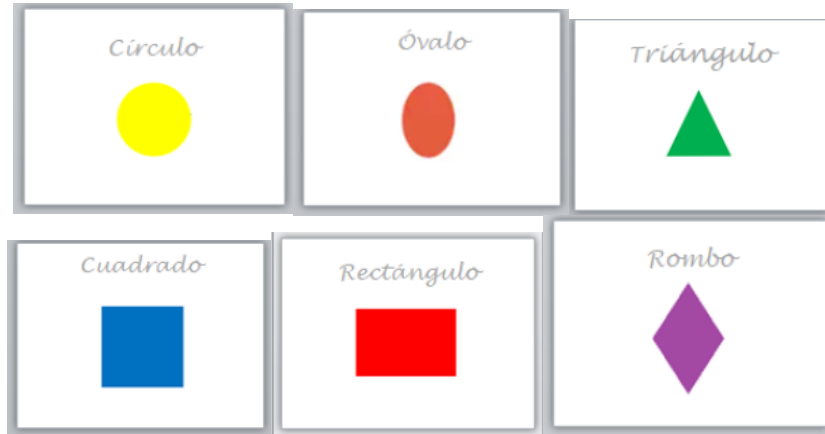 Círculo
Óvalo
Triángulo
Cuadrado
Rectángulo
Rombo